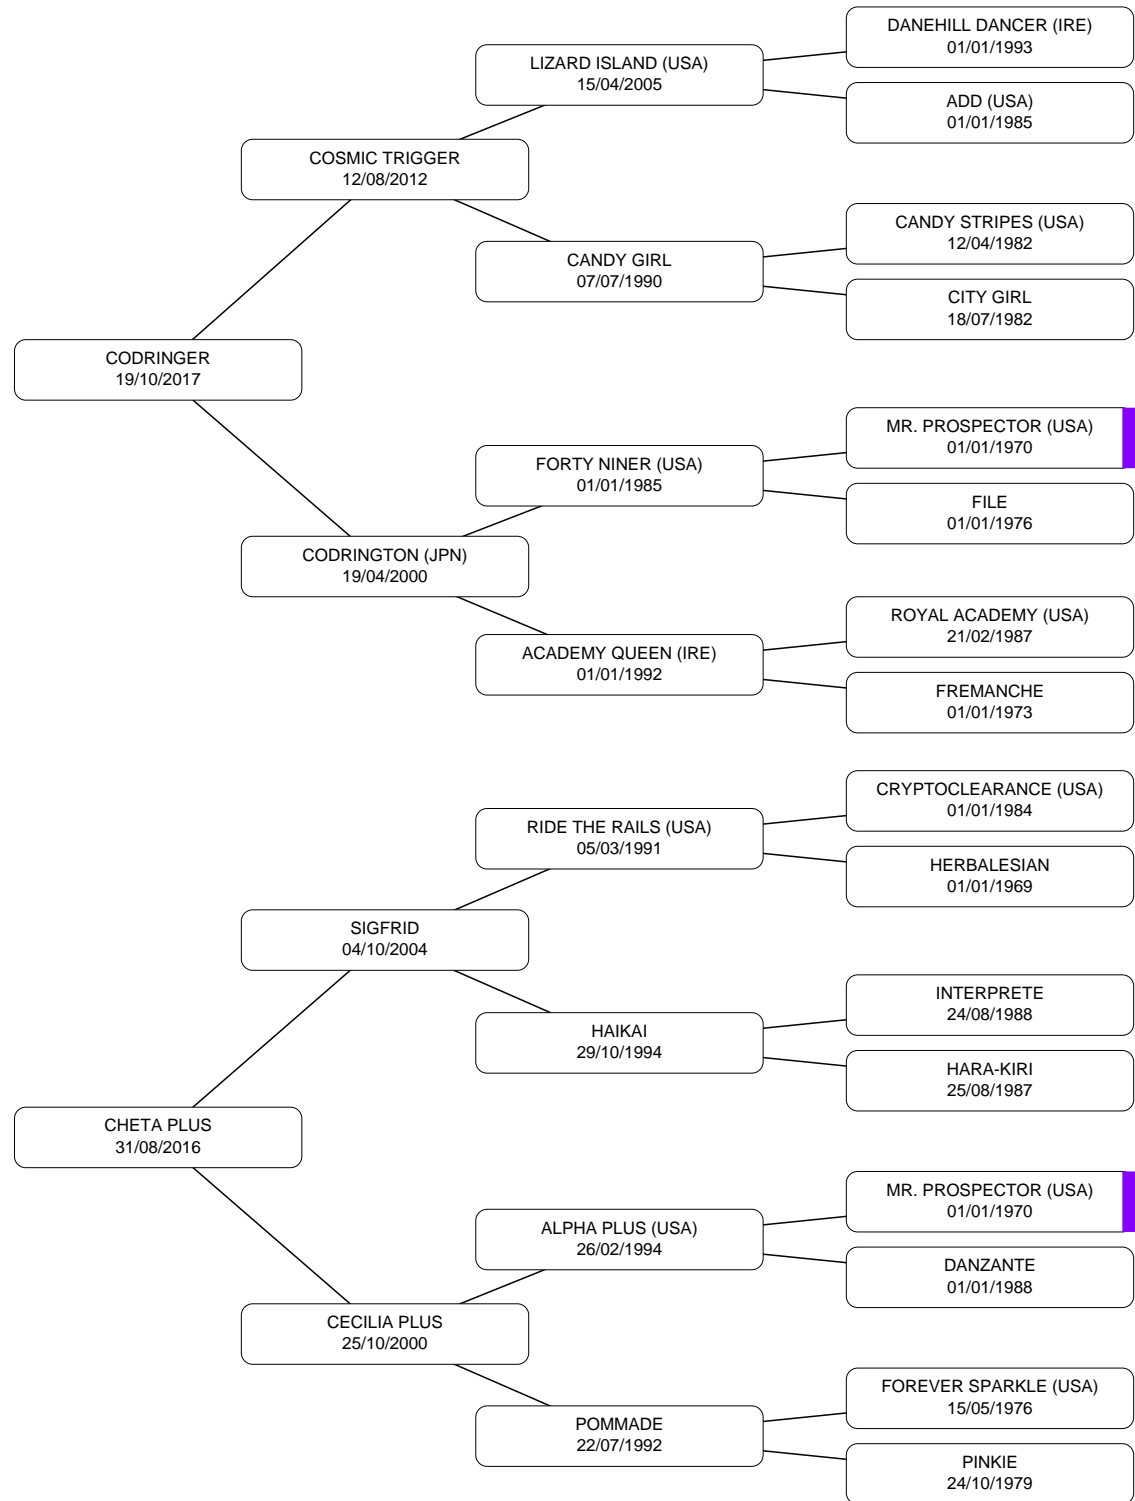 DANEHILL DANCER (IRE)
01/01/1993
LIZARD ISLAND (USA)
15/04/2005
ADD (USA)
01/01/1985
COSMIC TRIGGER
12/08/2012
CANDY STRIPES (USA)
12/04/1982
CANDY GIRL
07/07/1990
CITY GIRL
18/07/1982
CODRINGER
19/10/2017
MR. PROSPECTOR (USA)
01/01/1970
FORTY NINER (USA)
01/01/1985
FILE
01/01/1976
CODRINGTON (JPN)
19/04/2000
ROYAL ACADEMY (USA)
21/02/1987
ACADEMY QUEEN (IRE)
01/01/1992
FREMANCHE
01/01/1973
CRYPTOCLEARANCE (USA)
01/01/1984
RIDE THE RAILS (USA)
05/03/1991
HERBALESIAN
01/01/1969
SIGFRID
04/10/2004
INTERPRETE
24/08/1988
HAIKAI
29/10/1994
HARA-KIRI
25/08/1987
CHETA PLUS
31/08/2016
MR. PROSPECTOR (USA)
01/01/1970
ALPHA PLUS (USA)
26/02/1994
DANZANTE
01/01/1988
CECILIA PLUS
25/10/2000
FOREVER SPARKLE (USA)
15/05/1976
POMMADE
22/07/1992
PINKIE
24/10/1979